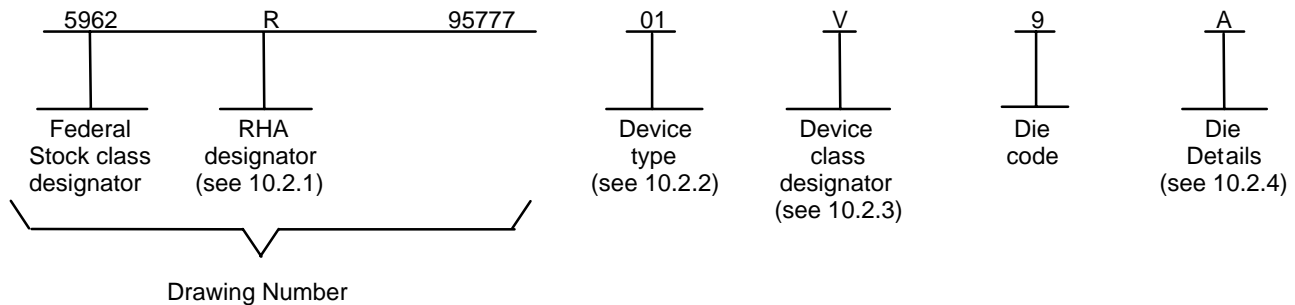 5962 R 95777 01 V 9 A
Federal Stock class designator
RHA designator (see 10.2.1)
Device type (see 10.2.2)
Device class designator (see 10.2.3)
Die code
Die Details (see 10.2.4)
Drawing Number